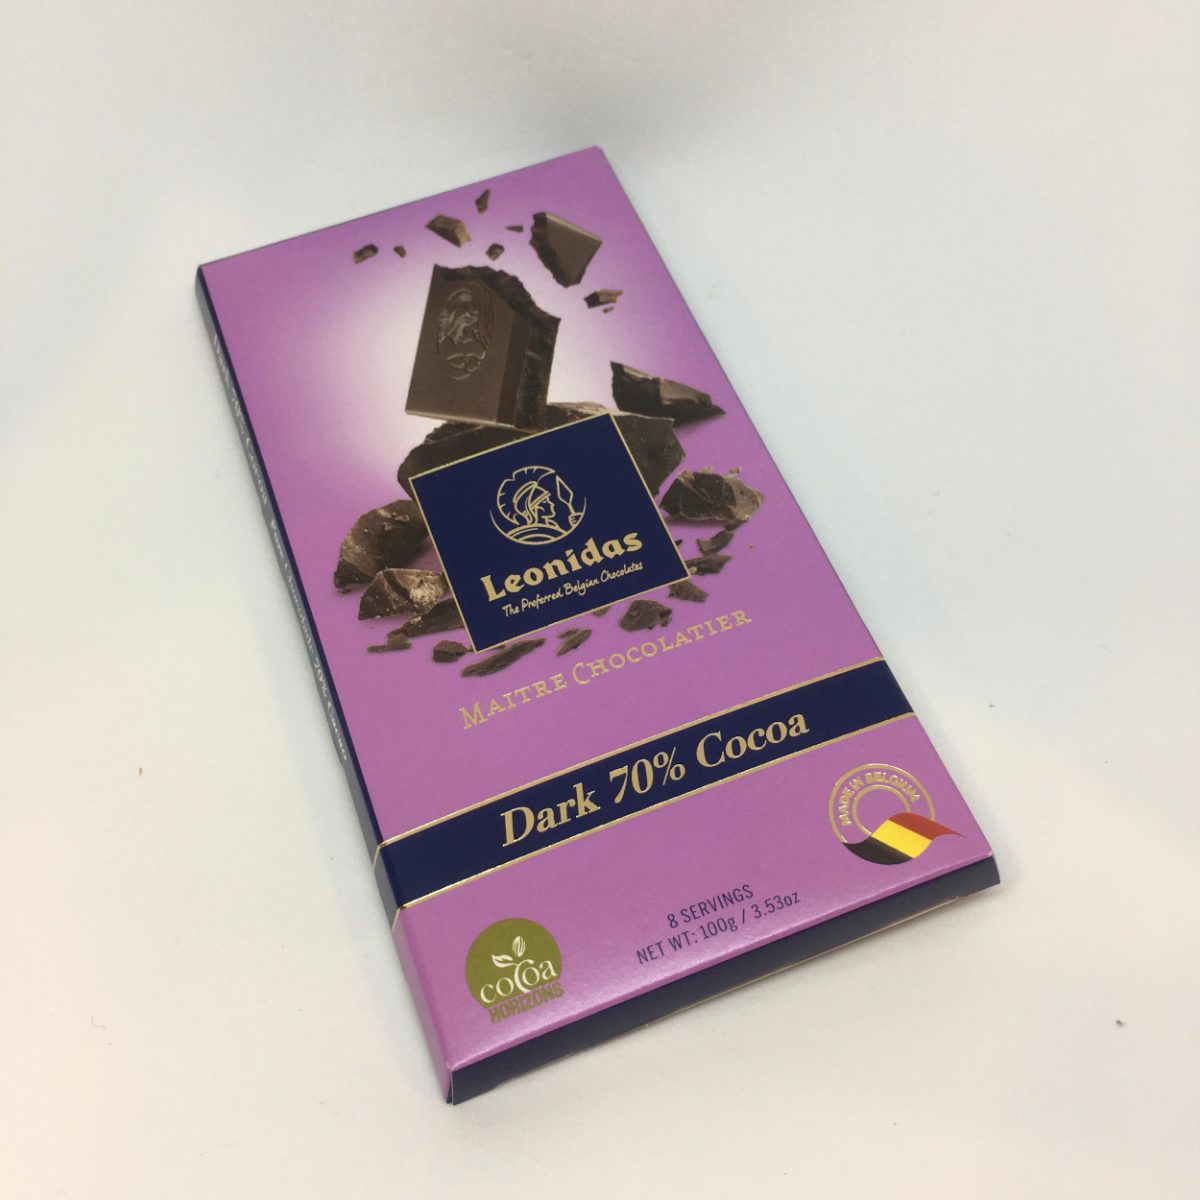 Leonidas
The Preferred Belgian Chocolates
MAITRE CHOCOLATIER
Dark 70% Cocoa
MADE IN BELGIUM
8 SERVINGS
NET WT: 100g / 3.53oz
cocoa
HORIZONS